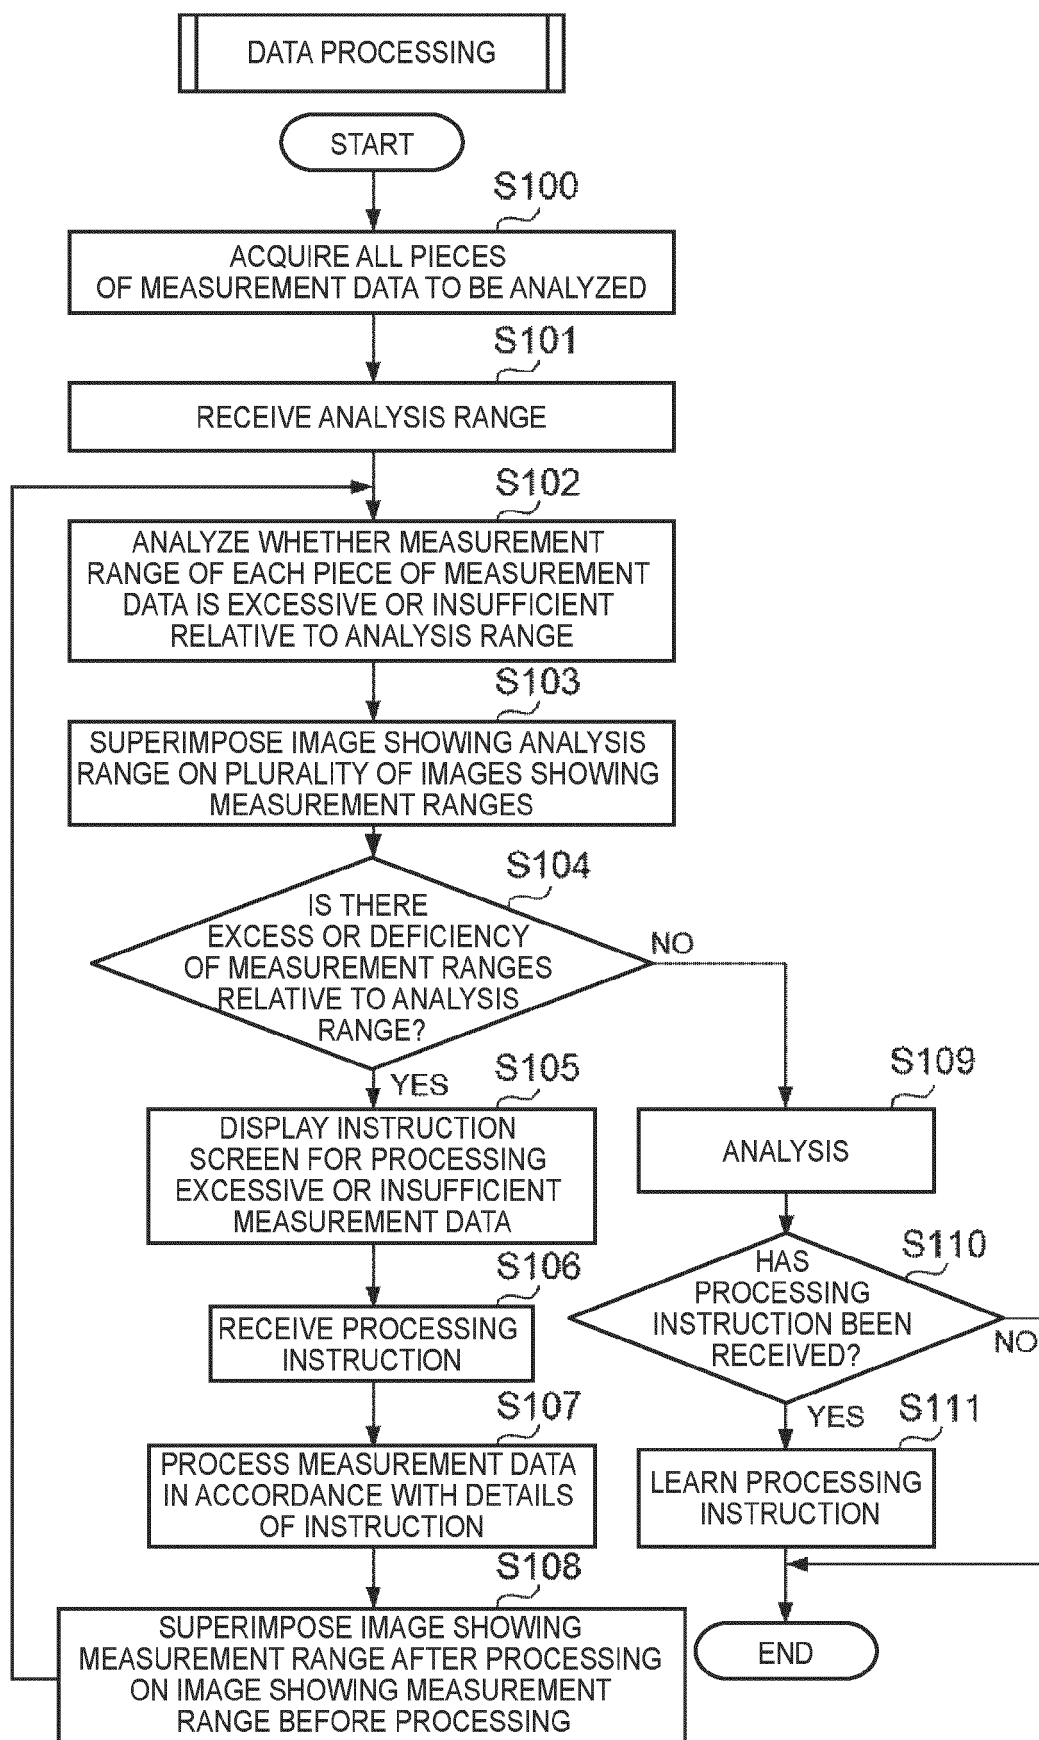 DATA PROCESSING
START
S100
ACQUIRE ALL PIECES
OF MEASUREMENT DATA TO BE ANALYZED
S101
RECEIVE ANALYSIS RANGE
S102
ANALYZE WHETHER MEASUREMENT
RANGE OF EACH PIECE OF MEASUREMENT
DATA IS EXCESSIVE OR INSUFFICIENT
RELATIVE TO ANALYSIS RANGE
S103
SUPERIMPOSE IMAGE SHOWING ANALYSIS
RANGE ON PLURALITY OF IMAGES SHOWING
MEASUREMENT RANGES
S104
IS THERE
EXCESS OR DEFICIENCY
OF MEASUREMENT RANGES
RELATIVE TO ANALYSIS
RANGE?
NO
YES
S105
DISPLAY INSTRUCTION
SCREEN FOR PROCESSING
EXCESSIVE OR INSUFFICIENT
MEASUREMENT DATA
S106
RECEIVE PROCESSING
INSTRUCTION
S107
PROCESS MEASUREMENT DATA
IN ACCORDANCE WITH DETAILS
OF INSTRUCTION
S108
SUPERIMPOSE IMAGE SHOWING
MEASUREMENT RANGE AFTER PROCESSING
ON IMAGE SHOWING MEASUREMENT
RANGE BEFORE PROCESSING
S109
ANALYSIS
S110
HAS
PROCESSING
INSTRUCTION BEEN
RECEIVED?
NO
YES
S111
LEARN PROCESSING
INSTRUCTION
END